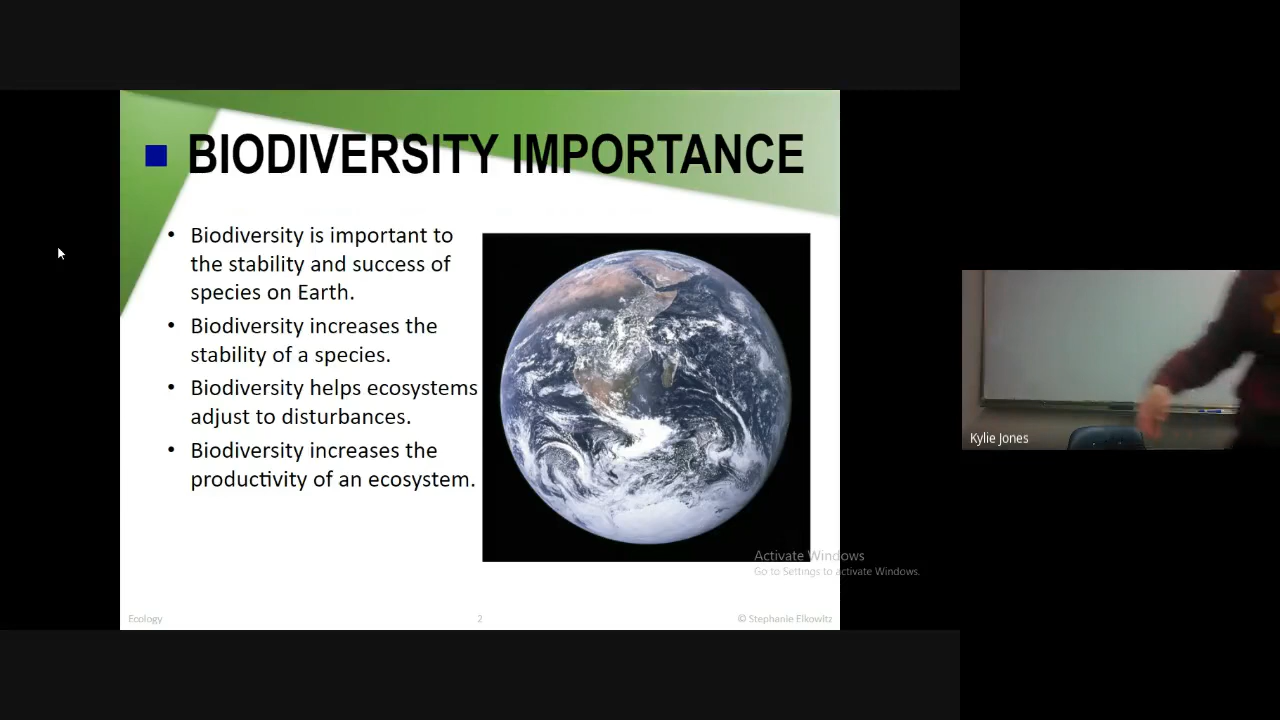 BIODIVERSITY IMPORTANCE
• Biodiversity is important to
the stability and success of
species on Earth.
• Biodiversity increases the
stability of a species.
• Biodiversity helps ecosystems
adjust to disturbances.
• Biodiversity increases the
productivity of an ecosystem.
Ecology
2
© Stephanie Elkowitz
Activate Windows
Go to Settings to activate Windows.
Kylie Jones